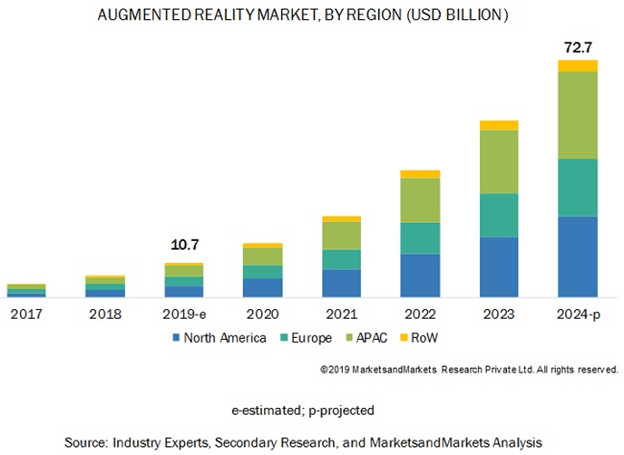 AUGMENTED REALITY MARKET, BY REGION (USD BILLION)
72.7
10.7
2017 2018 2019-e 2020 2021 2022 2023 2024-p
North America Europe APAC RoW
©2019 MarketsandMarkets Research Private Ltd. All rights reserved.
e-estimated; p-projected
Source: Industry Experts, Secondary Research, and MarketsandMarkets Analysis